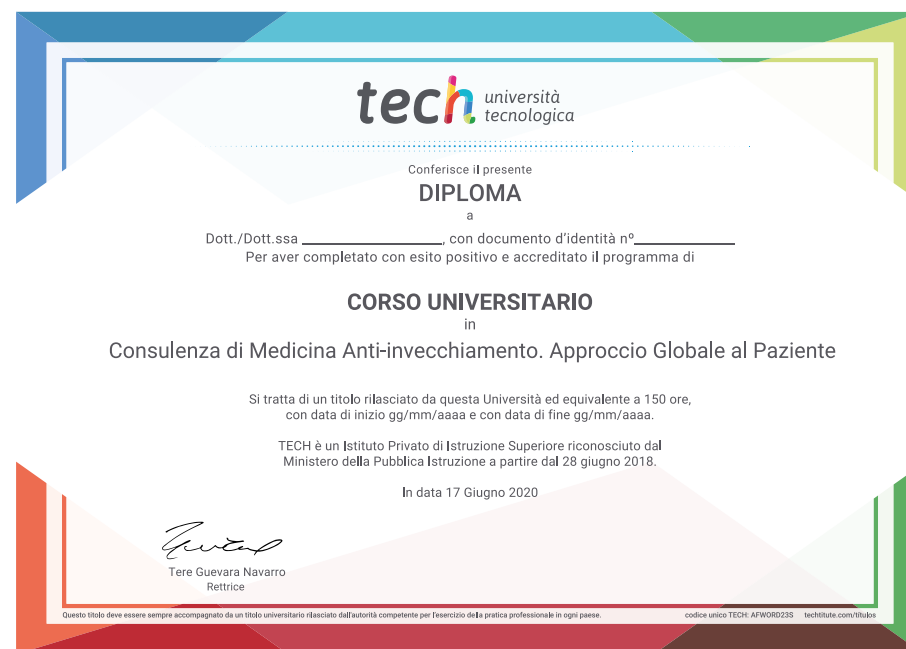 tech università
tecnologica
Conferisce il presente
DIPLOMA
a
Dott./Dott.ssa ____________________, con documento d'identità nº______________
Per aver completato con esito positivo e accreditato il programma di
CORSO UNIVERSITARIO
in
Consulenza di Medicina Anti-invecchiamento. Approccio Globale al Paziente
Si tratta di un titolo rilasciato da questa Università ed equivalente a 150 ore,
con data di inizio gg/mm/aaaa e con data di fine gg/mm/aaaa.
TECH è un Istituto Privato di Istruzione Superiore riconosciuto dal
Ministero della Pubblica Istruzione a partire dal 28 giugno 2018.
In data 17 Giugno 2020
Tere Guevara Navarro
Rettrice
Questo titolo deve essere sempre accompagnato da un titolo universitario rilasciato dall'autorità competente per l'esercizio della pratica professionale in ogni paese. codice unico TECH: AFWORD23S techtitute.com/titulos